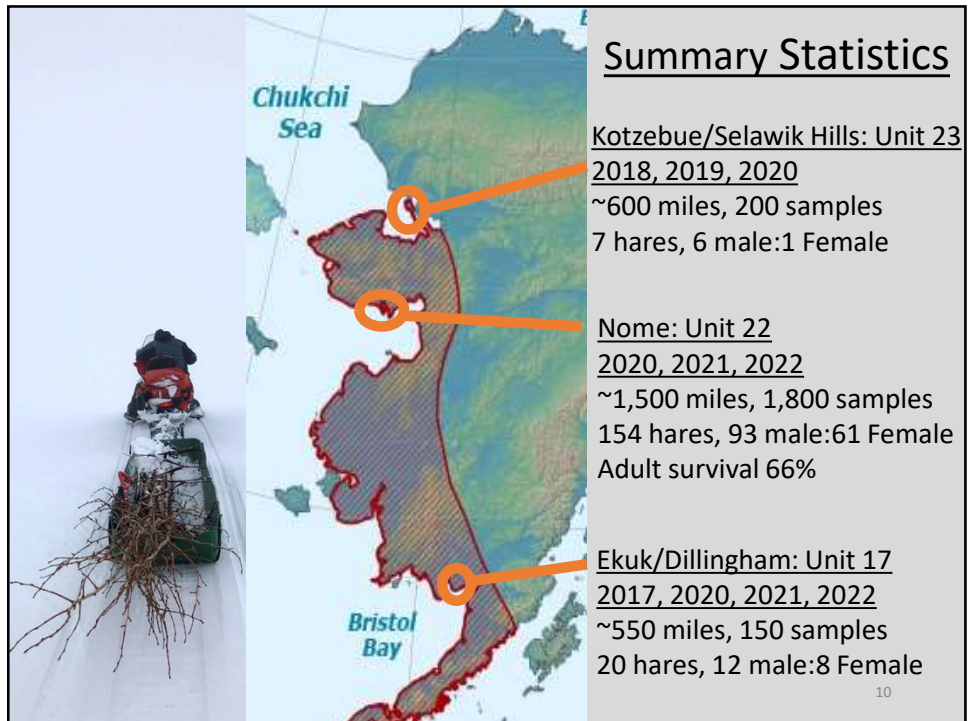 Summary Statistics
Chukchi
Sea
Kotzebue/Selawik Hills: Unit 23
2018, 2019, 2020
~600 miles, 200 samples
7 hares, 6 male:1 Female
Nome: Unit 22
2020, 2021, 2022
~1,500 miles, 1,800 samples
154 hares, 93 male:61 Female
Adult survival 66%
Ekuk/Dillingham: Unit 17
2017, 2020, 2021, 2022
~550 miles, 150 samples
20 hares, 12 male:8 Female
Bristol
Bay
10